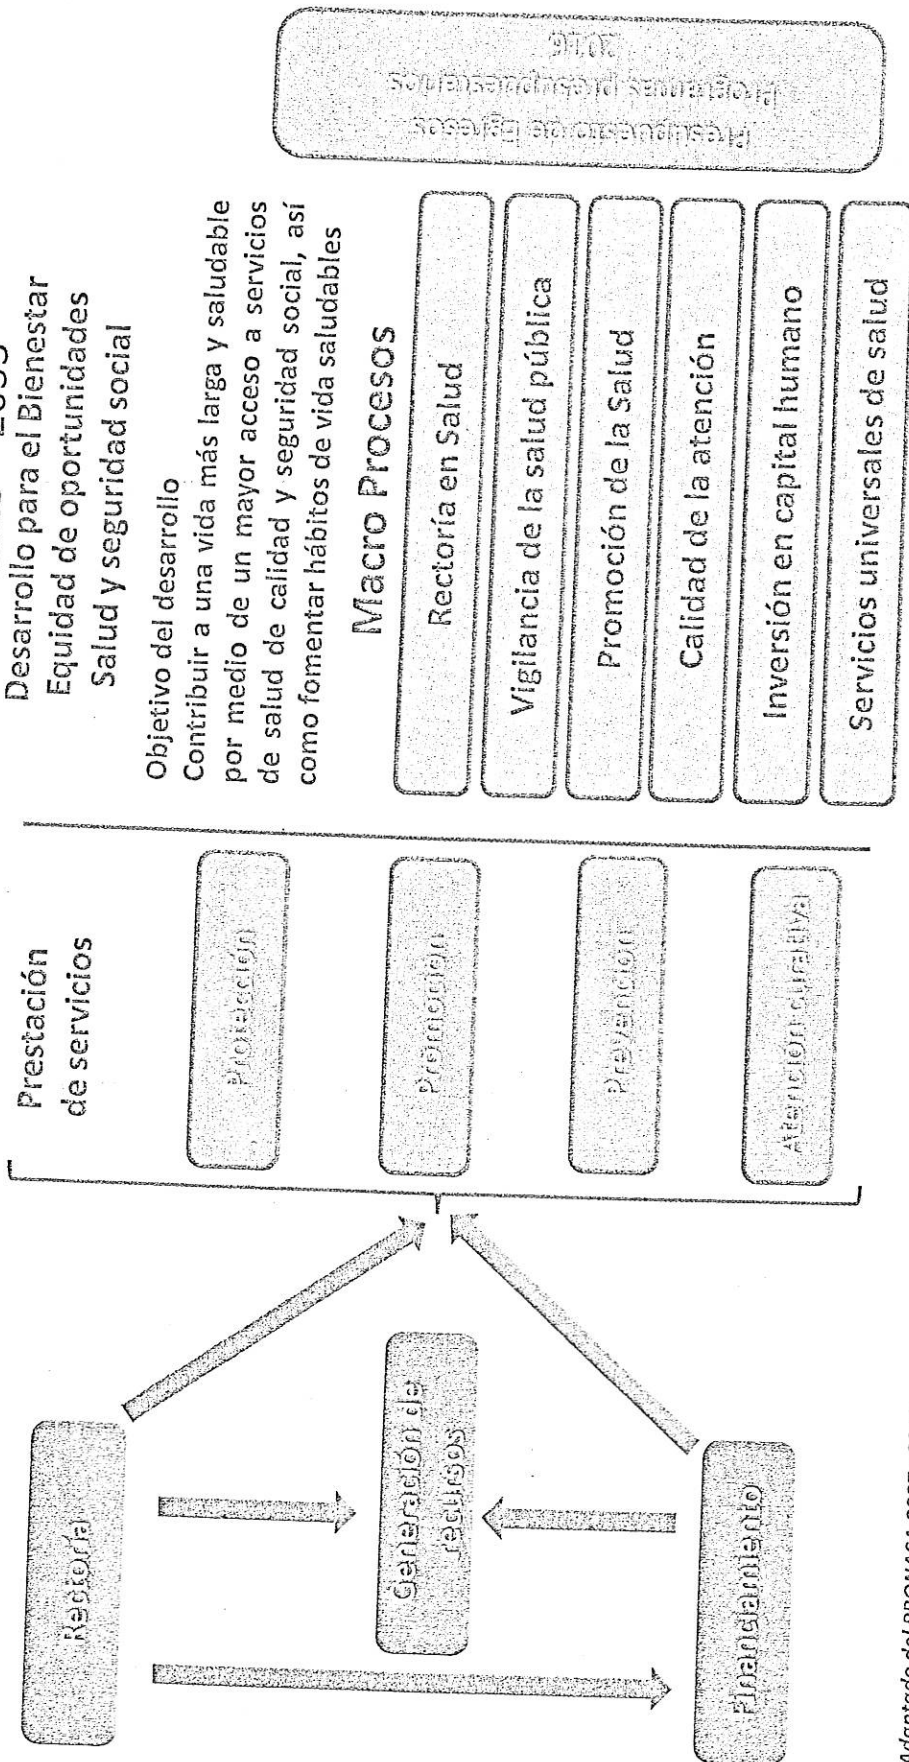 Desarrollo para el Bienestar
Equidad de oportunidades
Salud y seguridad social
Objetivo del desarrollo
Contribuir a una vida más larga y saludable
por medio de un mayor acceso a servicios
de salud de calidad y seguridad social, así
como fomentar hábitos de vida saludables
Macro Procesos
Rectoría en Salud
Vigilancia de la salud pública
Promoción de la Salud
Calidad de la atención
Inversión en capital humano
Servicios universales de salud
Presupuesto de Egresos
Programas presupuestarios
2016
Prestación
de servicios
Protección
Promoción
Prevención
Atención curativa
Rectoría
Generación de
recursos
Financiamiento
Adaptado del PRONASA